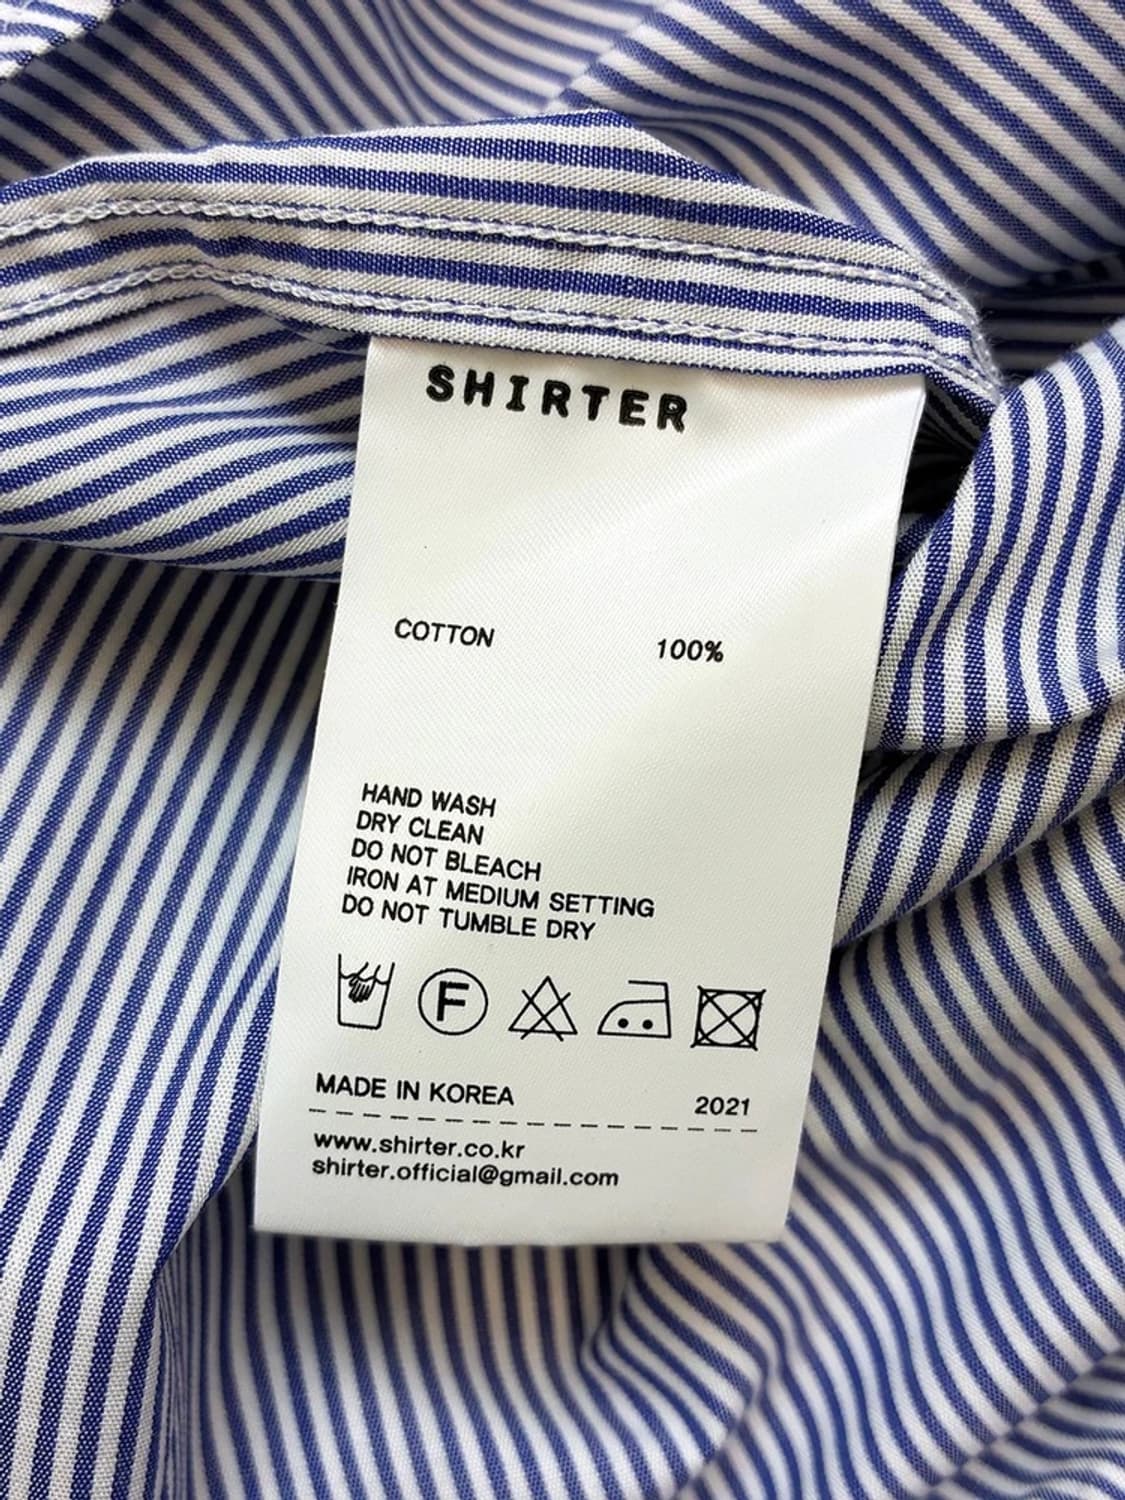 SHIRTER
COTTON 100%
HAND WASH
DRY CLEAN
DO NOT BLEACH
IRON AT MEDIUM SETTING
DO NOT TUMBLE DRY
F
MADE IN KOREA 2021
www.shirter.co.kr
shirter.official@gmail.com